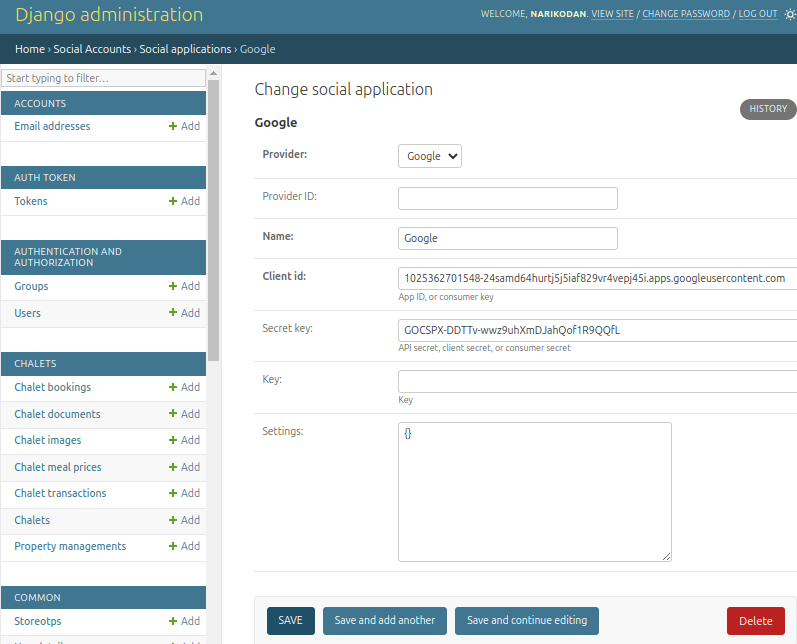 Django administration
WELCOME, NARIKODAN. VIEW SITE / CHANGE PASSWORD / LOG OUT
Home › Social Accounts › Social applications › Google
Start typing to filter…
ACCOUNTS
Email addresses + Add
AUTH TOKEN
Tokens + Add
AUTHENTICATION AND
AUTHORIZATION
Groups + Add
Users + Add
CHALETS
Chalet bookings + Add
Chalet documents + Add
Chalet images + Add
Chalet meal prices + Add
Chalet transactions + Add
Chalets + Add
Property managements + Add
COMMON
Storeotps + Add
Change social application
HISTORY
Google
Provider: Google
Provider ID:
Name: Google
Client id: 1025362701548-24samd64hurtj5j5iaf829vr4vepj45i.apps.googleusercontent.com
App ID, or consumer key
Secret key: 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
API secret, client secret, or consumer secret
Key:
Key
Settings: {}
SAVE Save and add another Save and continue editing Delete